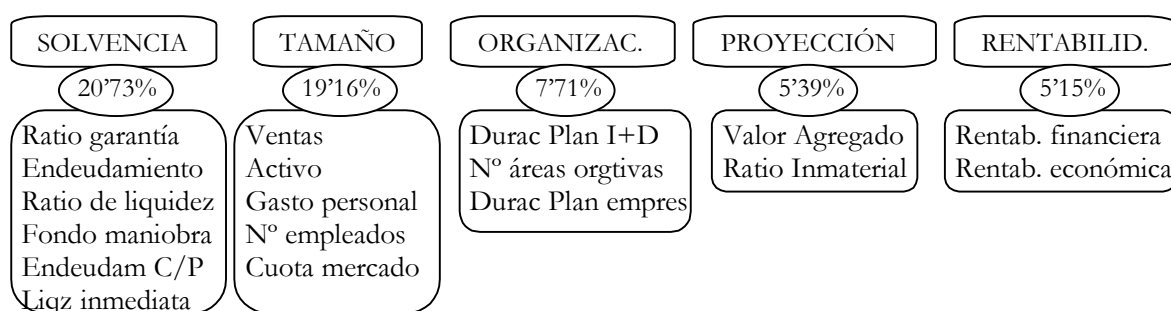 SOLVENCIA
20'73%
Ratio garantía
Endeudamiento
Ratio de liquidez
Fondo maniobra
Endeudam C/P
Liqz inmediata
TAMAÑO
19'16%
Ventas
Activo
Gasto personal
Nº empleados
Cuota mercado
ORGANIZAC.
7'71%
Durac Plan I+D
Nº áreas orgtivas
Durac Plan empres
PROYECCIÓN
5'39%
Valor Agregado
Ratio Inmaterial
RENTABILID.
5'15%
Rentab. financiera
Rentab. económica